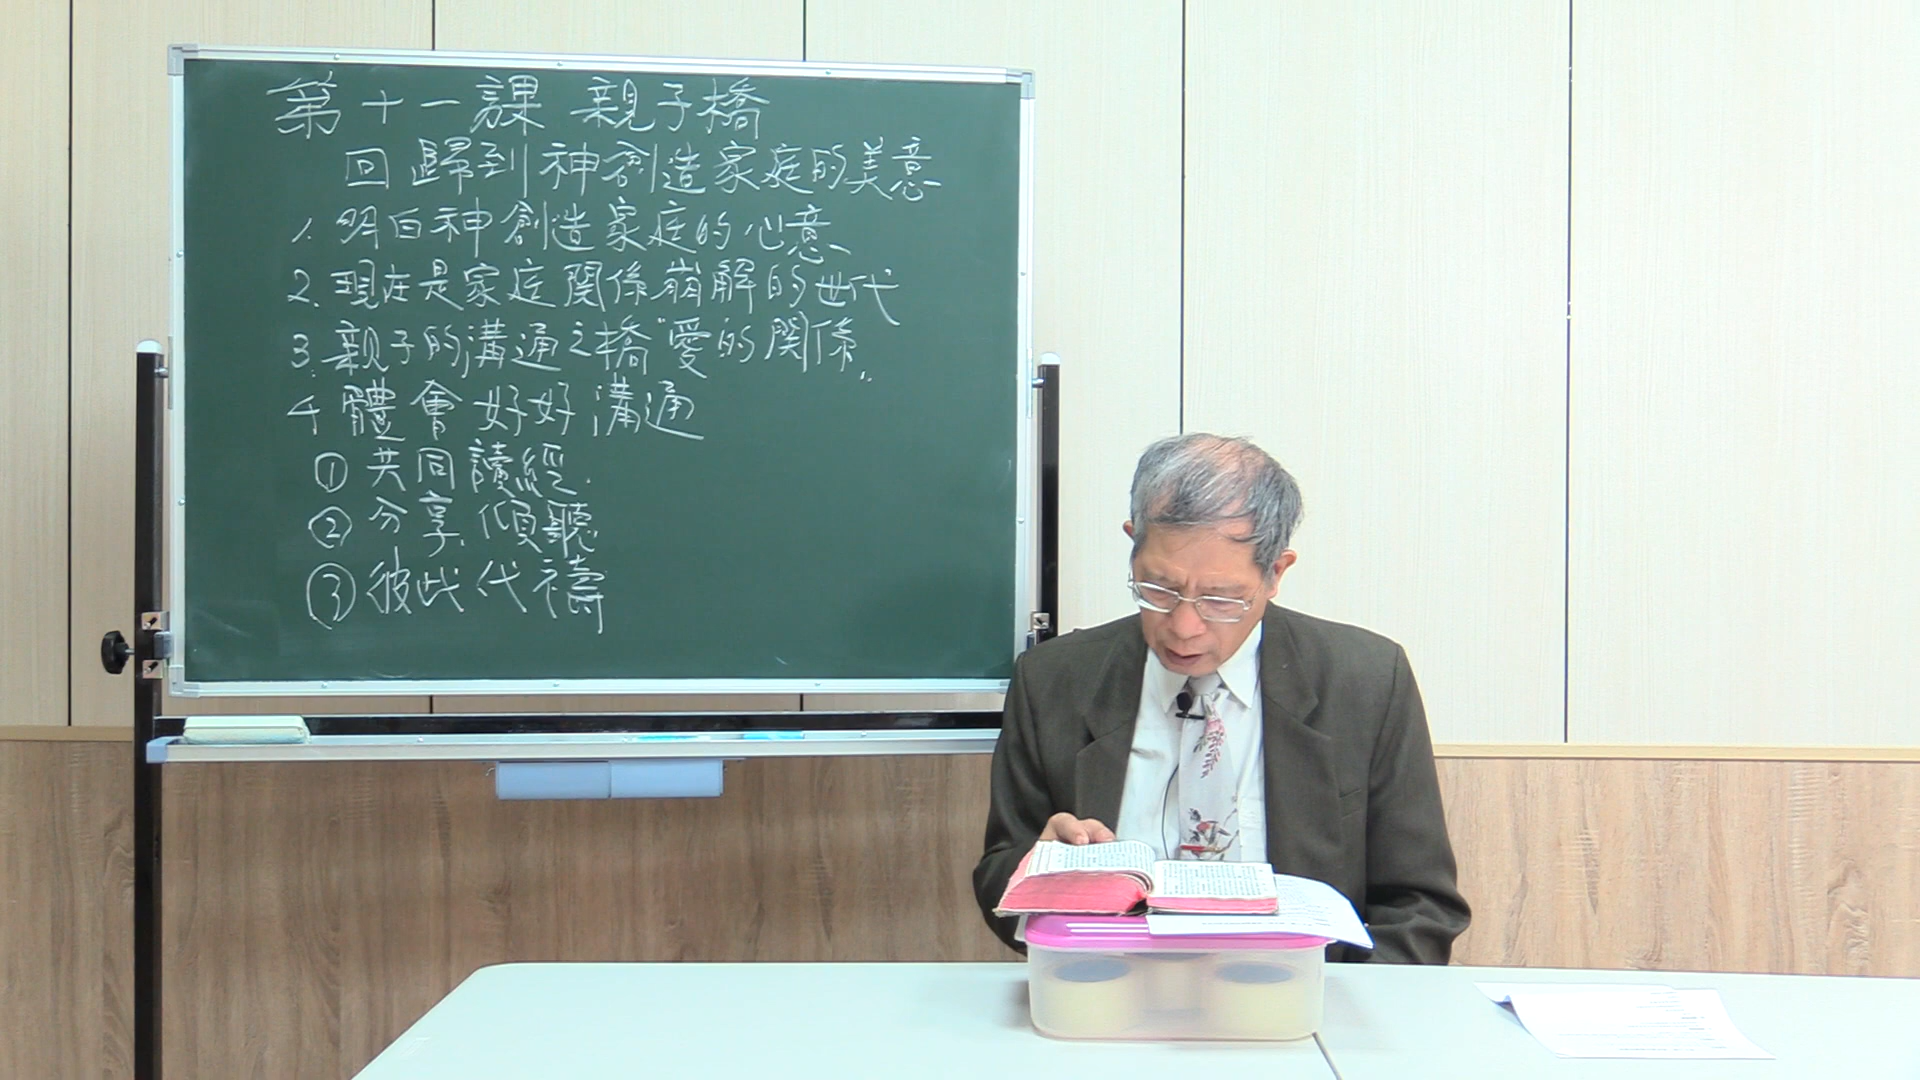 第十一課 親子橋
回歸到神創造家庭的美意
1. 明白神創造家庭的心意
2. 現在是家庭關係崩解的世代
3. 親子的溝通之橋"愛的關係"
4 體會好好溝通
① 共同讀經.
② 分享.傾聽
③ 彼此代禱